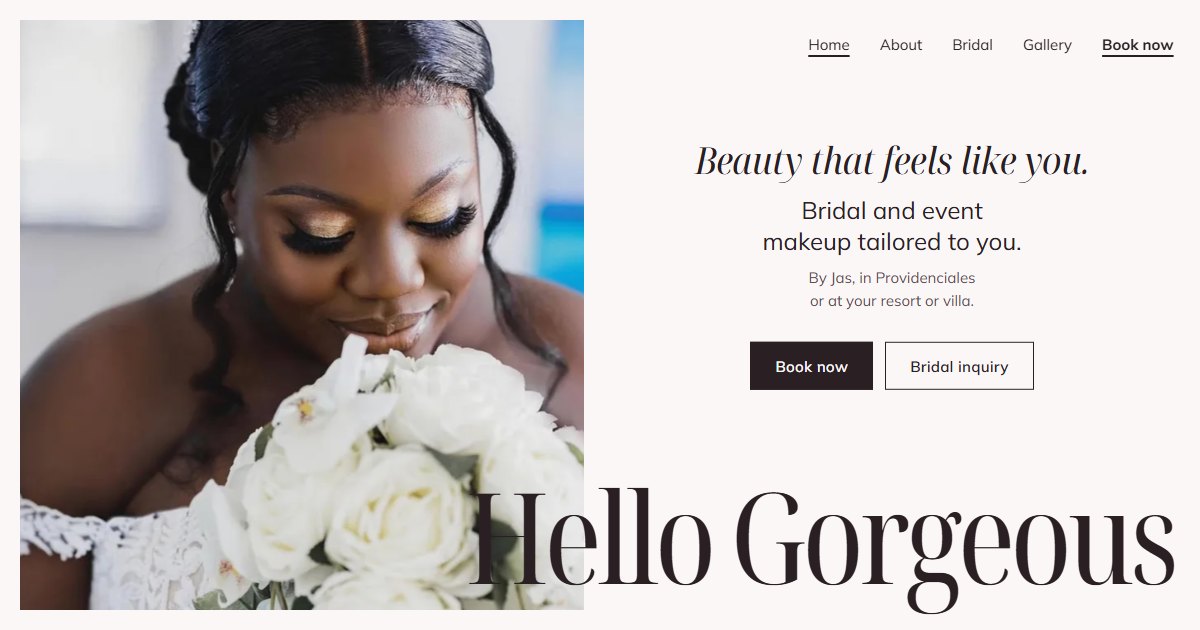 Home About Bridal Gallery Book now
Beauty that feels like you.
Bridal and event
makeup tailored to you.
By Jas, in Providenciales
or at your resort or villa.
Book now Bridal inquiry
Hello Gorgeous